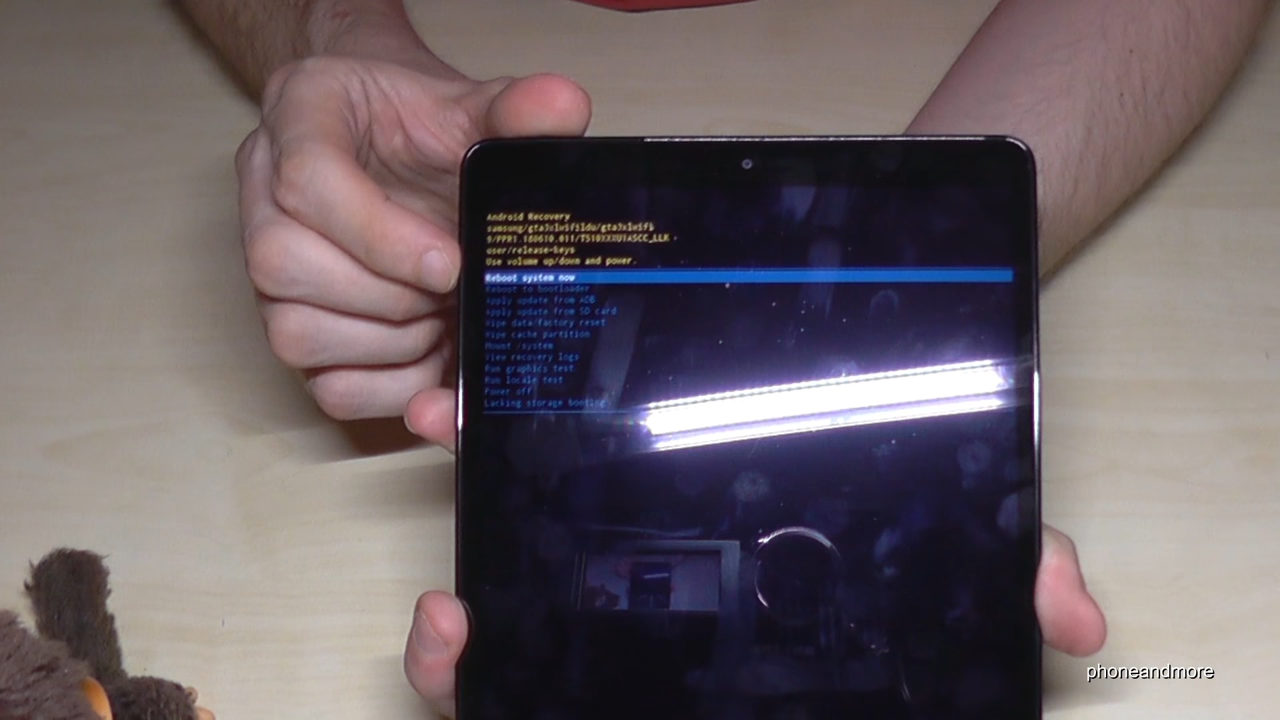 Android Recovery
samsung/gta3xlwifildu/gta3xlwifi
9/PPR1.180610.011/T510XXU1ASCC_LLK -
user/release-keys
Use volume up/down and power.
Reboot system now
Reboot to bootloader
Apply update from ADB
Apply update from SD card
Wipe data/factory reset
Wipe cache partition
Mount /system
View recovery logs
Run graphics test
Run locale test
Power off
Lacking storage booting
phoneandmore